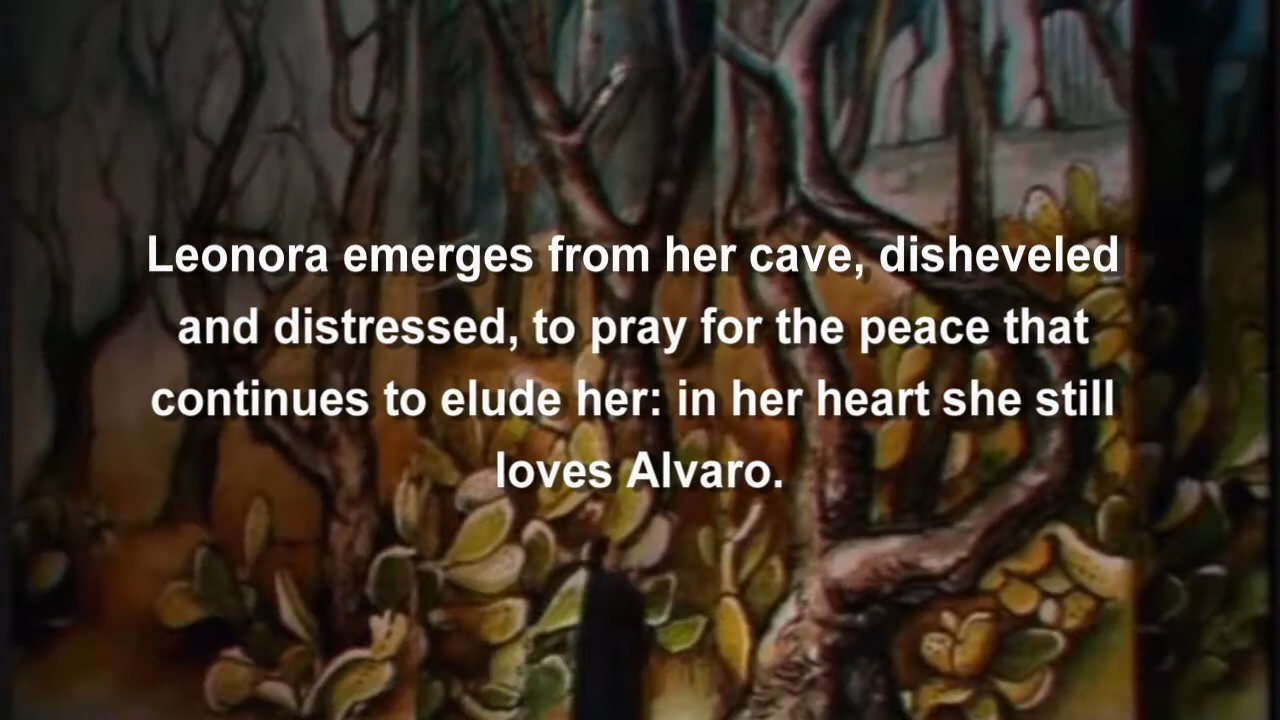 Leonora emerges from her cave, disheveled
and distressed, to pray for the peace that
continues to elude her: in her heart she still
loves Alvaro.